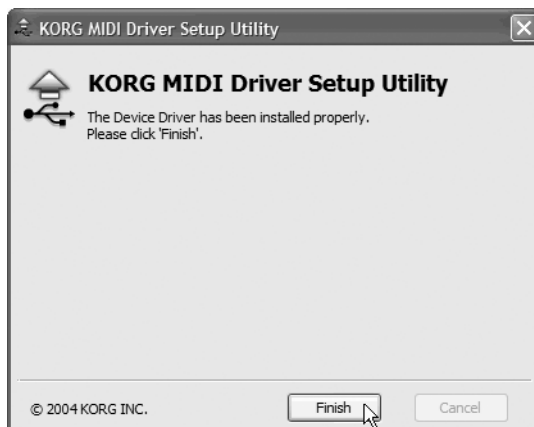 KORG MIDI Driver Setup Utility
KORG MIDI Driver Setup Utility
The Device Driver has been installed properly.
Please click 'Finish'.
© 2004 KORG INC.
Finish
Cancel